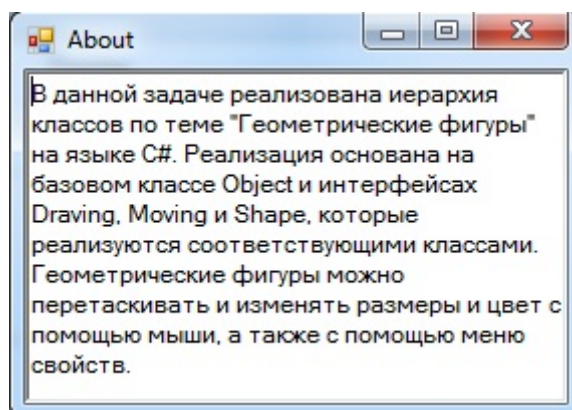 About
В данной задаче реализована иерархия
классов по теме "Геометрические фигуры"
на языке C#. Реализация основана на
базовом классе Object и интерфейсах
Draving, Moving и Shape, которые
реализуются соответствующими классами.
Геометрические фигуры можно
перетаскивать и изменять размеры и цвет с
помощью мыши, а также с помощью меню
свойств.